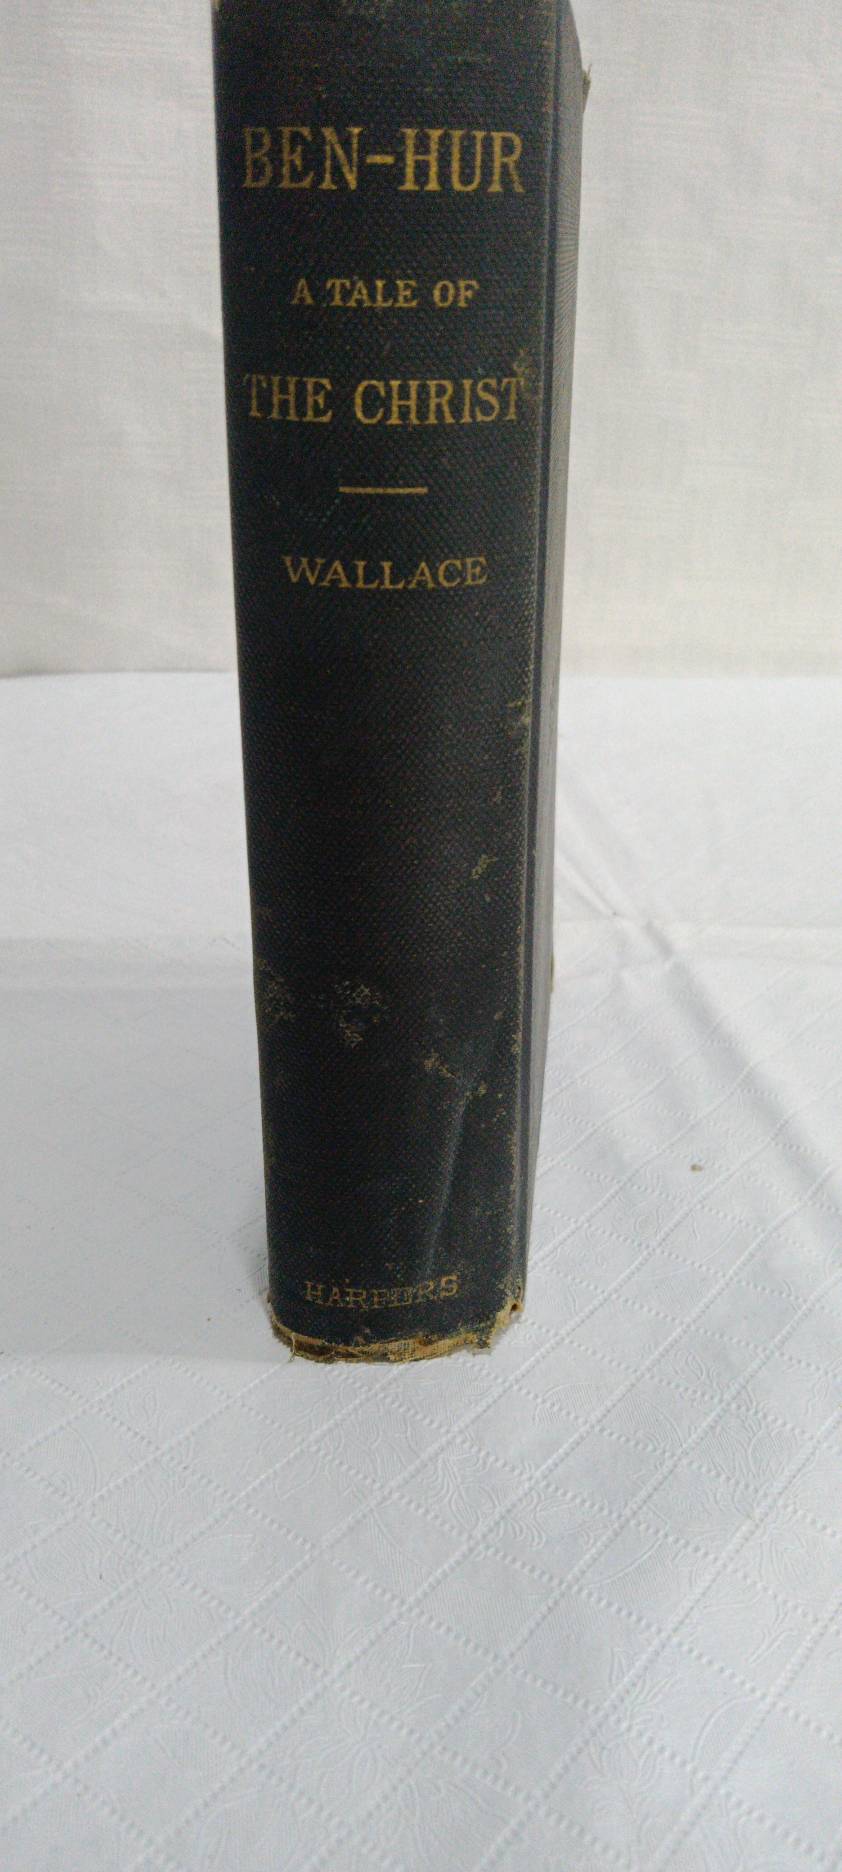 BEN-HUR
A TALE OF
THE CHRIST
WALLACE
HARPERS